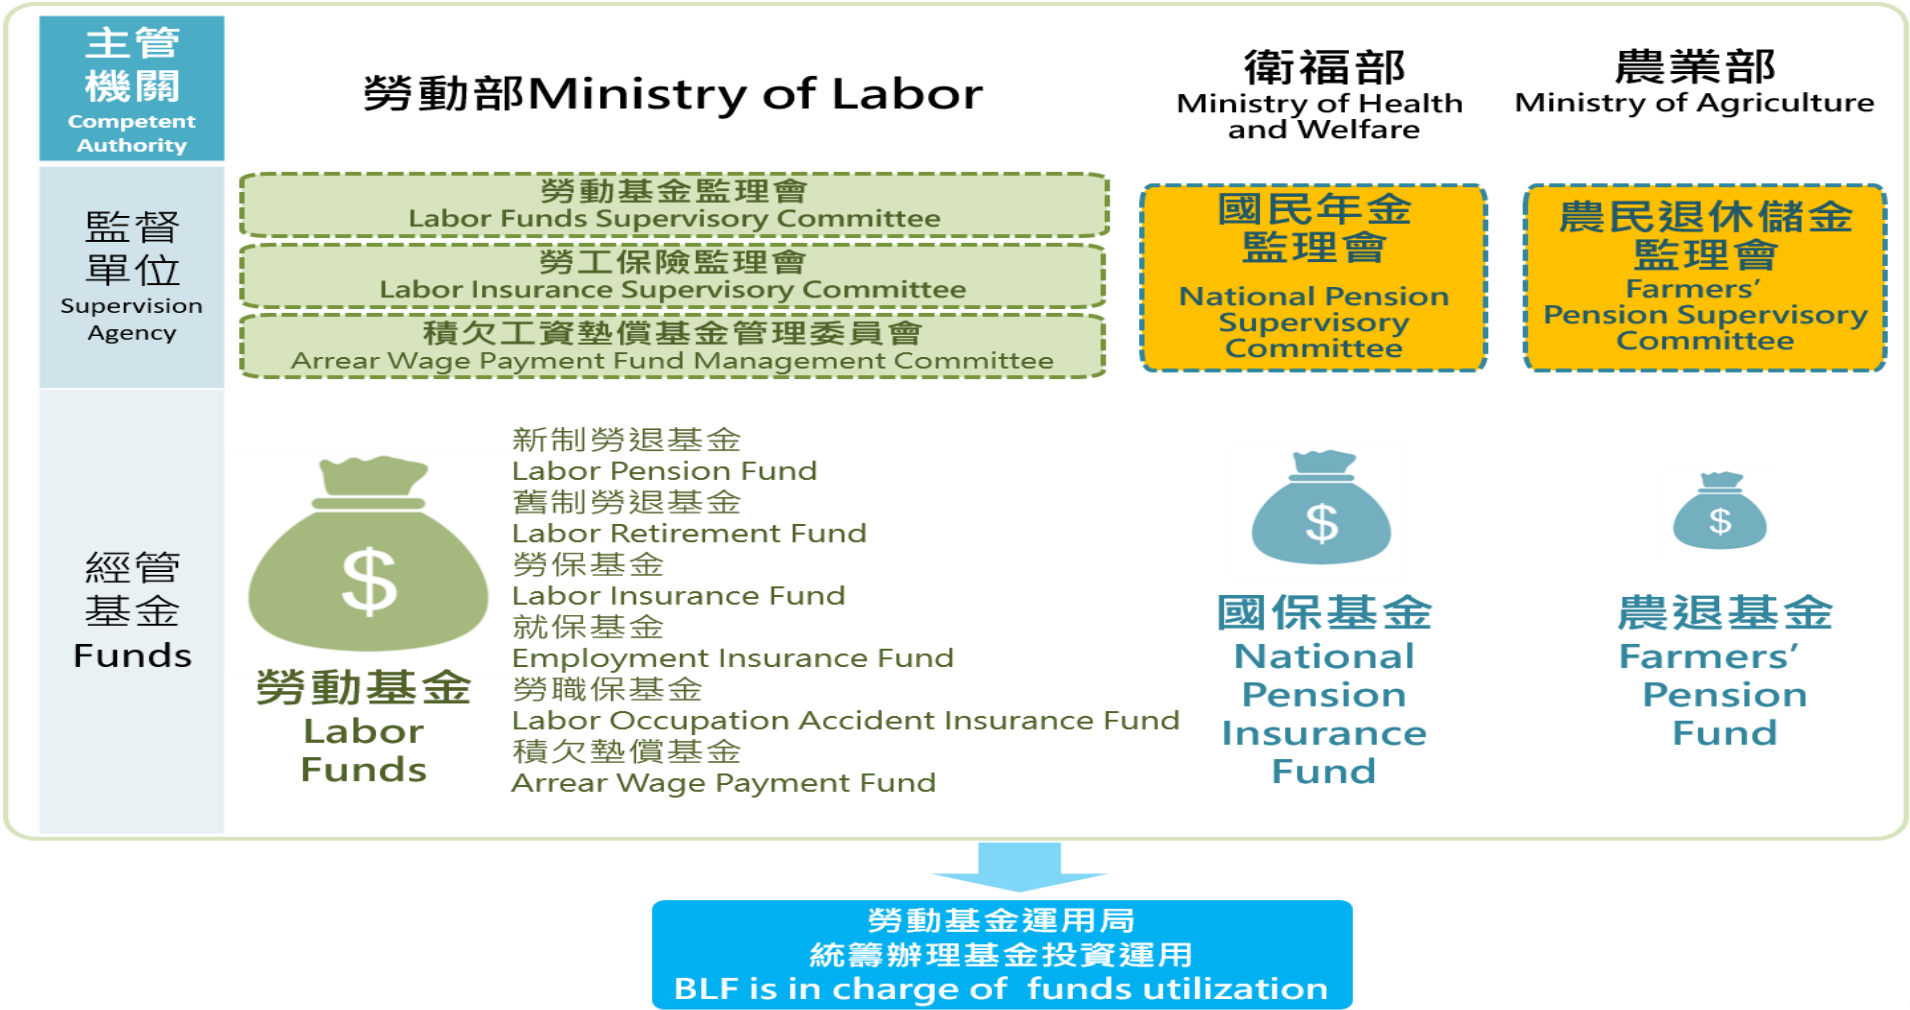 主管
機關
Competent
Authority
勞動部Ministry of Labor
衛福部
Ministry of Health
and Welfare
農業部
Ministry of Agriculture
監督
單位
Supervision
Agency
勞動基金監理會
Labor Funds Supervisory Committee
勞工保險監理會
Labor Insurance Supervisory Committee
積欠工資墊償基金管理委員會
Arrear Wage Payment Fund Management Committee
國民年金
監理會
National Pension
Supervisory
Committee
農民退休儲金
監理會
Farmers’
Pension Supervisory
Committee
經管
基金
Funds
$
勞動基金
Labor
Funds
新制勞退基金
Labor Pension Fund
舊制勞退基金
Labor Retirement Fund
勞保基金
Labor Insurance Fund
就保基金
Employment Insurance Fund
勞職保基金
Labor Occupation Accident Insurance Fund
積欠墊償基金
Arrear Wage Payment Fund
$
國保基金
National
Pension
Insurance
Fund
$
農退基金
Farmers’
Pension
Fund
勞動基金運用局
統籌辦理基金投資運用
BLF is in charge of funds utilization